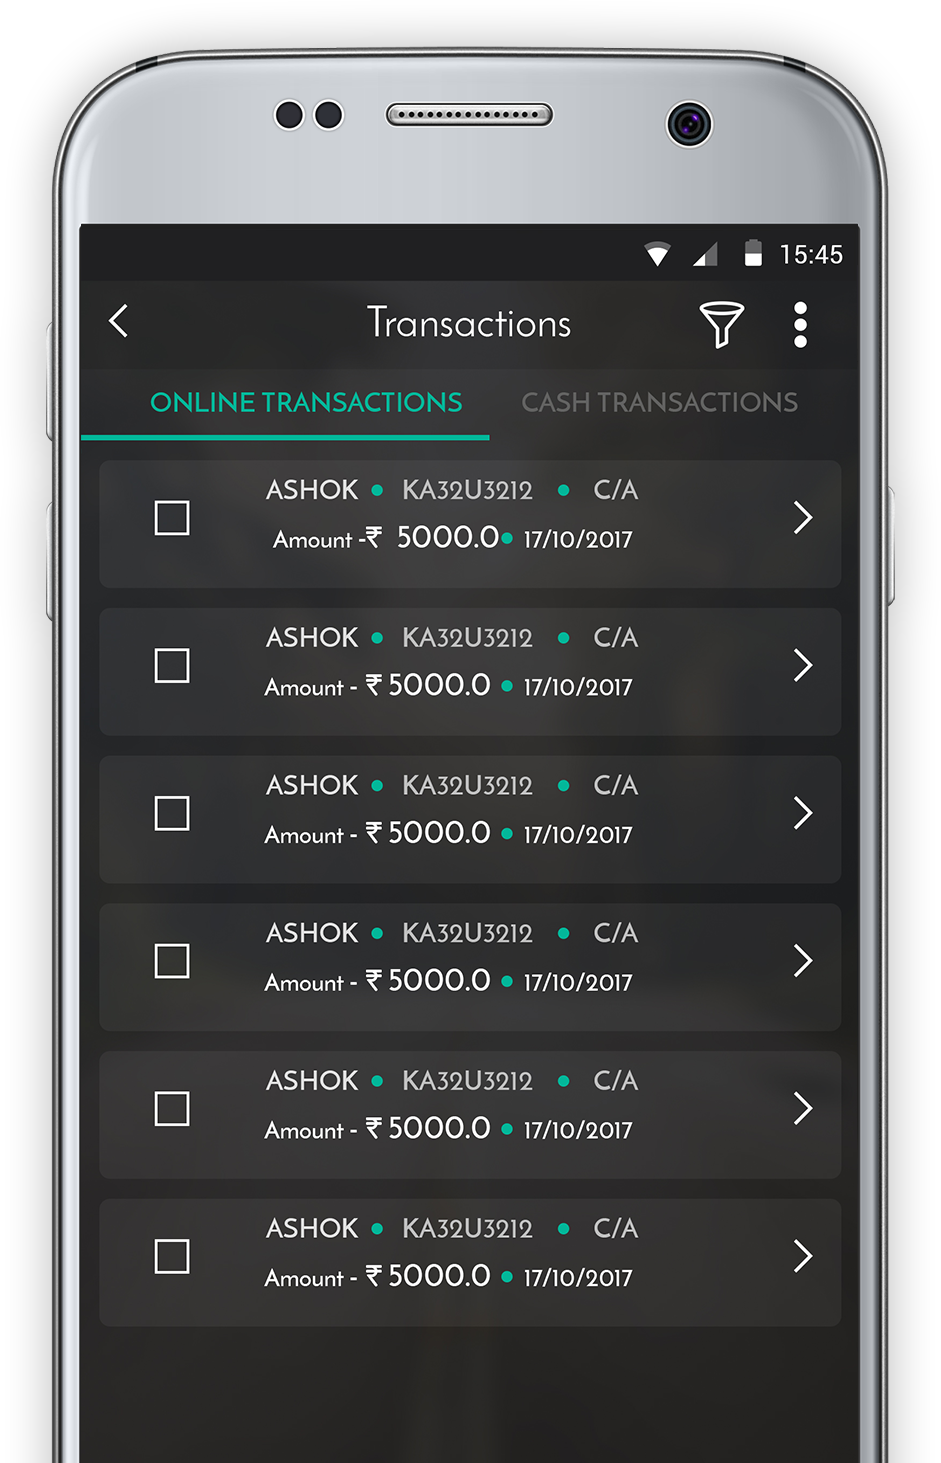 15:45
Transactions
ONLINE TRANSACTIONS CASH TRANSACTIONS
ASHOK • KA32U3212 • C/A
Amount -₹ 5000.0• 17/10/2017
ASHOK • KA32U3212 • C/A
Amount - ₹ 5000.0 • 17/10/2017
ASHOK • KA32U3212 • C/A
Amount - ₹ 5000.0 • 17/10/2017
ASHOK • KA32U3212 • C/A
Amount - ₹ 5000.0 • 17/10/2017
ASHOK • KA32U3212 • C/A
Amount - ₹ 5000.0 • 17/10/2017
ASHOK • KA32U3212 • C/A
Amount - ₹ 5000.0 • 17/10/2017